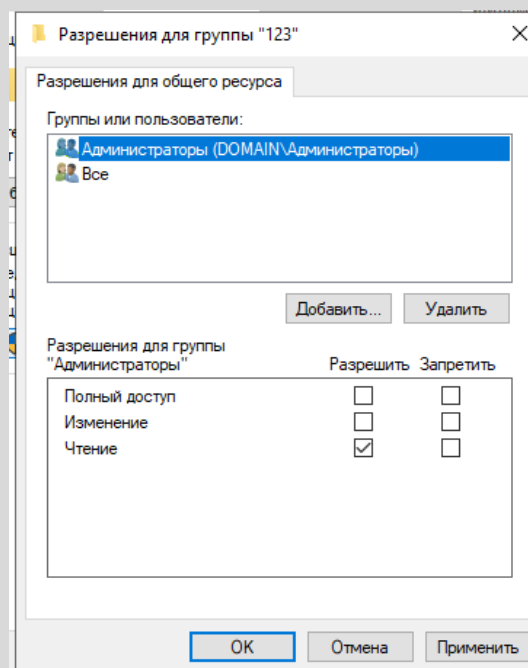 Разрешения для группы "123"
Разрешения для общего ресурса
Группы или пользователи:
Администраторы (DOMAIN\Администраторы)
Все
Добавить... Удалить
Разрешения для группы
"Администраторы" Разрешить Запретить
Полный доступ
Изменение
Чтение
ОК Отмена Применить